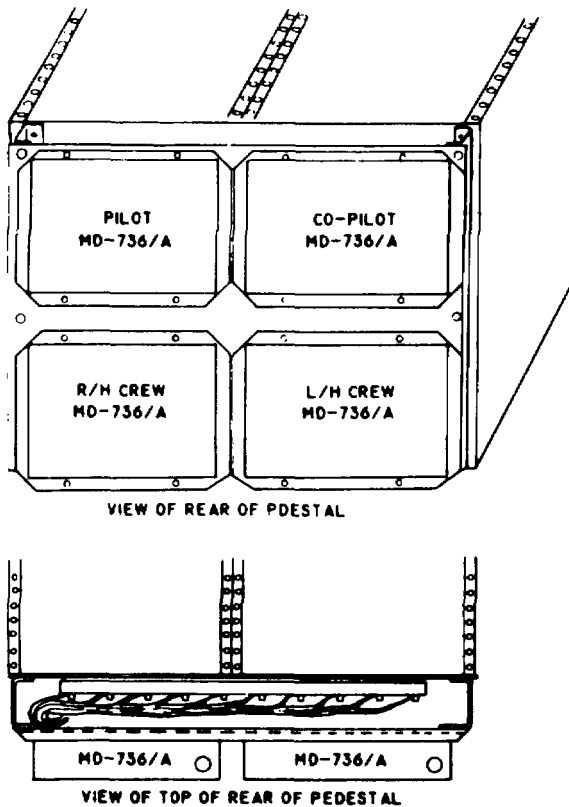 PILOT
MD-736/A
CO-PILOT
MD-736/A
R/H CREW
MD-736/A
L/H CREW
MD-736/A
VIEW OF REAR OF PDESTAL
MD-736/A
MD-736/A
VIEW OF TOP OF REAR OF PEDESTAL